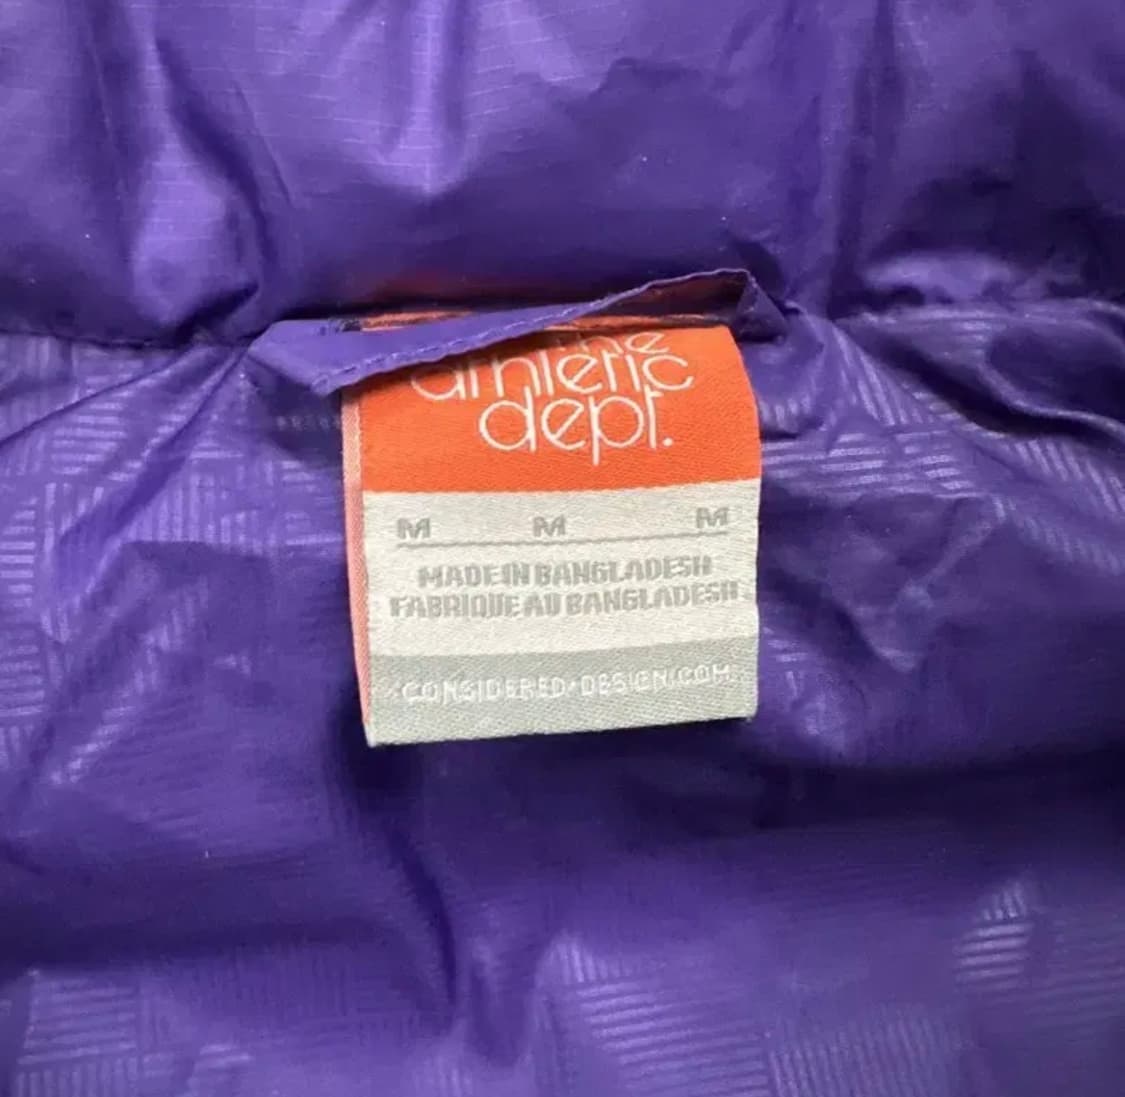 the
athletic
dept.
M M M
MADE IN BANGLADESH
FABRIQUE AU BANGLADESH
CONSIDERED-DESIGN.COM